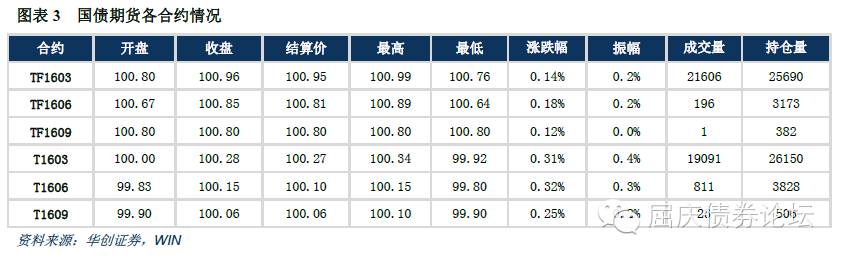 图表 3 国债期货各合约情况
合约 开盘 收盘 结算价 最高 最低 涨跌幅 振幅 成交量 持仓量
TF1603 100.80 100.96 100.95 100.99 100.76 0.14% 0.2% 21606 25690
TF1606 100.67 100.85 100.81 100.89 100.64 0.18% 0.2% 196 3173
TF1609 100.80 100.80 100.80 100.80 100.80 0.12% 0.0% 1 382
T1603 100.00 100.28 100.27 100.34 99.92 0.31% 0.4% 19091 26150
T1606 99.83 100.15 100.10 100.15 99.80 0.32% 0.3% 811 3828
T1609 99.90 100.06 100.06 100.10 99.90 0.25%
屈庆债券论坛
资料来源：华创证券，WIN